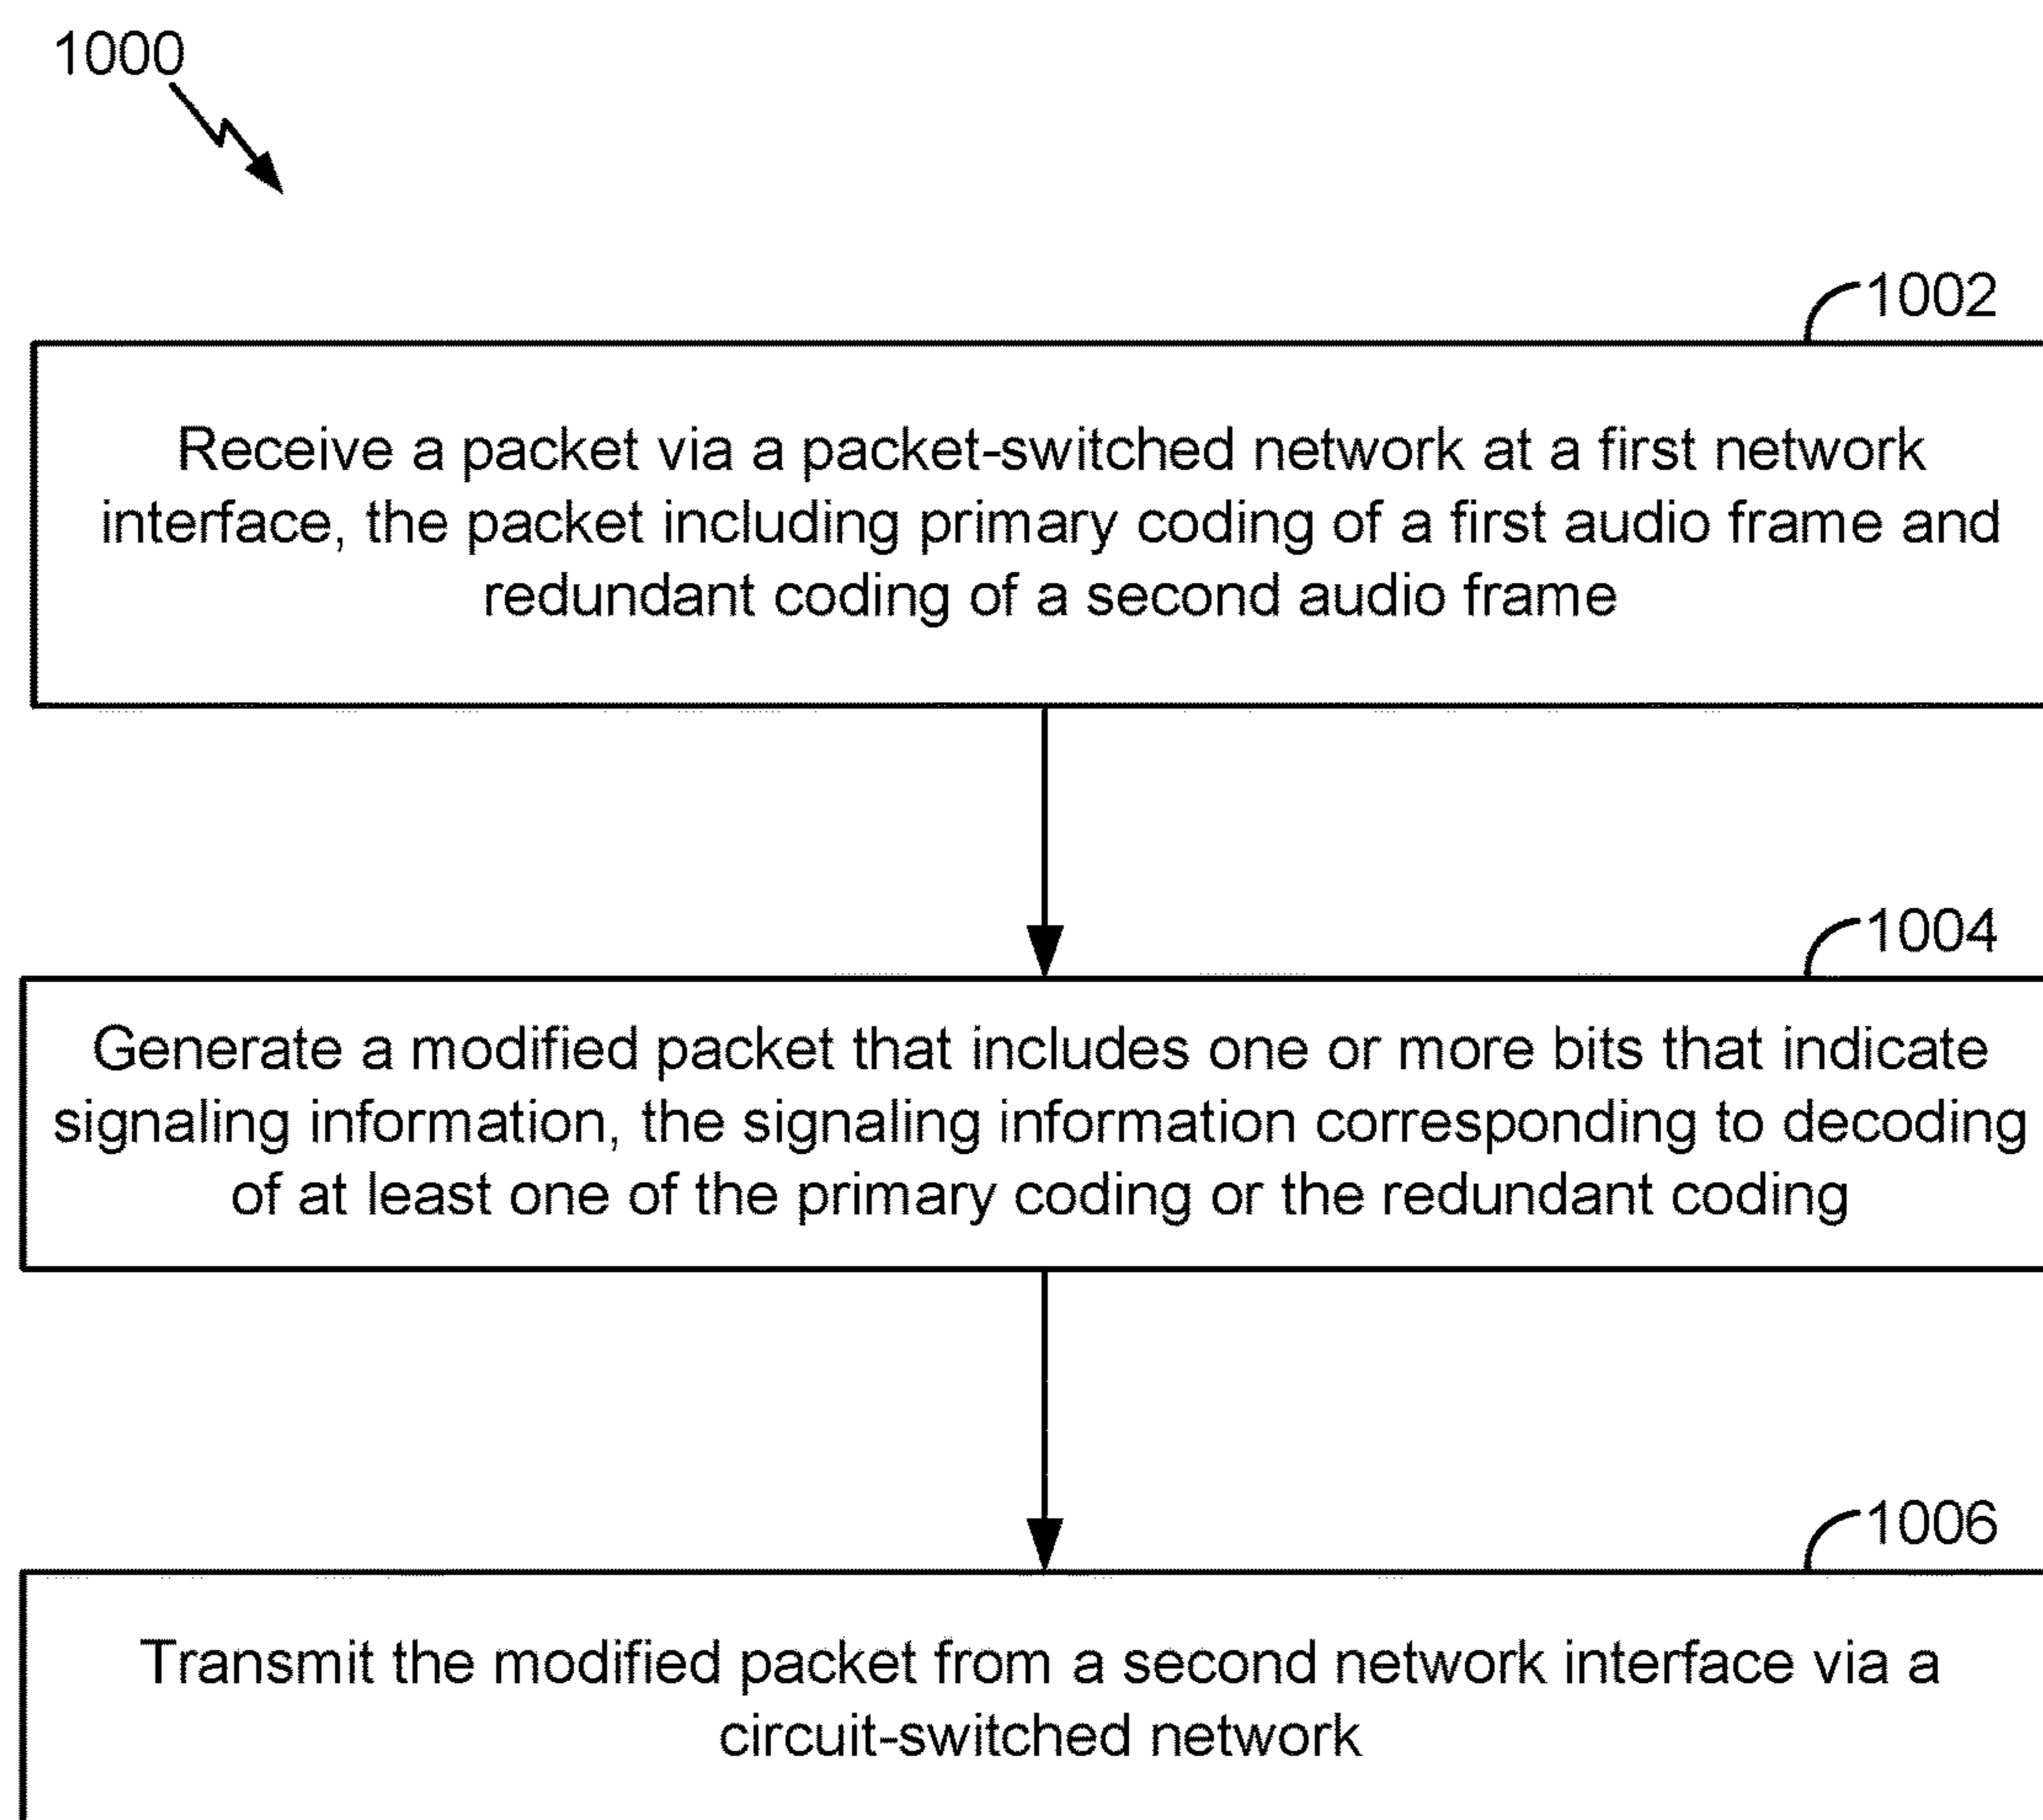 1000
1002
Receive a packet via a packet-switched network at a first network
interface, the packet including primary coding of a first audio frame and
redundant coding of a second audio frame
1004
Generate a modified packet that includes one or more bits that indicate
signaling information, the signaling information corresponding to decoding
of at least one of the primary coding or the redundant coding
1006
Transmit the modified packet from a second network interface via a
circuit-switched network